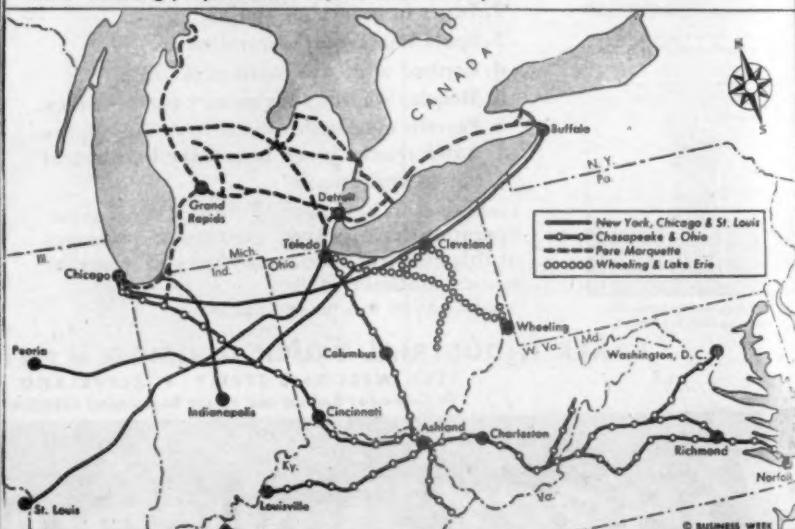 CANADA
N
S
Buffalo
N. Y.
Pa.
Grand
Rapids
Detroit
New York, Chicago & St. Louis
Chesapeake & Ohio
Pere Marquette
Wheeling & Lake Erie
Toledo
Cleveland
Ill.
Mich.
Ind.
Ohio
Chicago
Wheeling
Md.
Va.
Washington, D.C.
Peoria
Columbus
Indianapolis
Cincinnati
Ashland
Charleston
Richmond
Ky.
Va.
Norfolk
St. Louis
Louisville
© BUSINESS WEEK